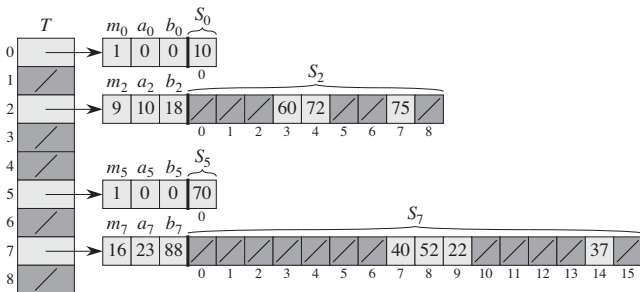 T m₀ a₀ b₀ S₀
0 1 0 0 10
0
1 m₂ a₂ b₂ S₂
2 9 10 18 60 72 75
0 1 2 3 4 5 6 7 8
3
4 m₅ a₅ b₅ S₅
5 1 0 0 70
0
6 m₇ a₇ b₇ S₇
7 16 23 88 40 52 22 37
0 1 2 3 4 5 6 7 8 9 10 11 12 13 14 15
8